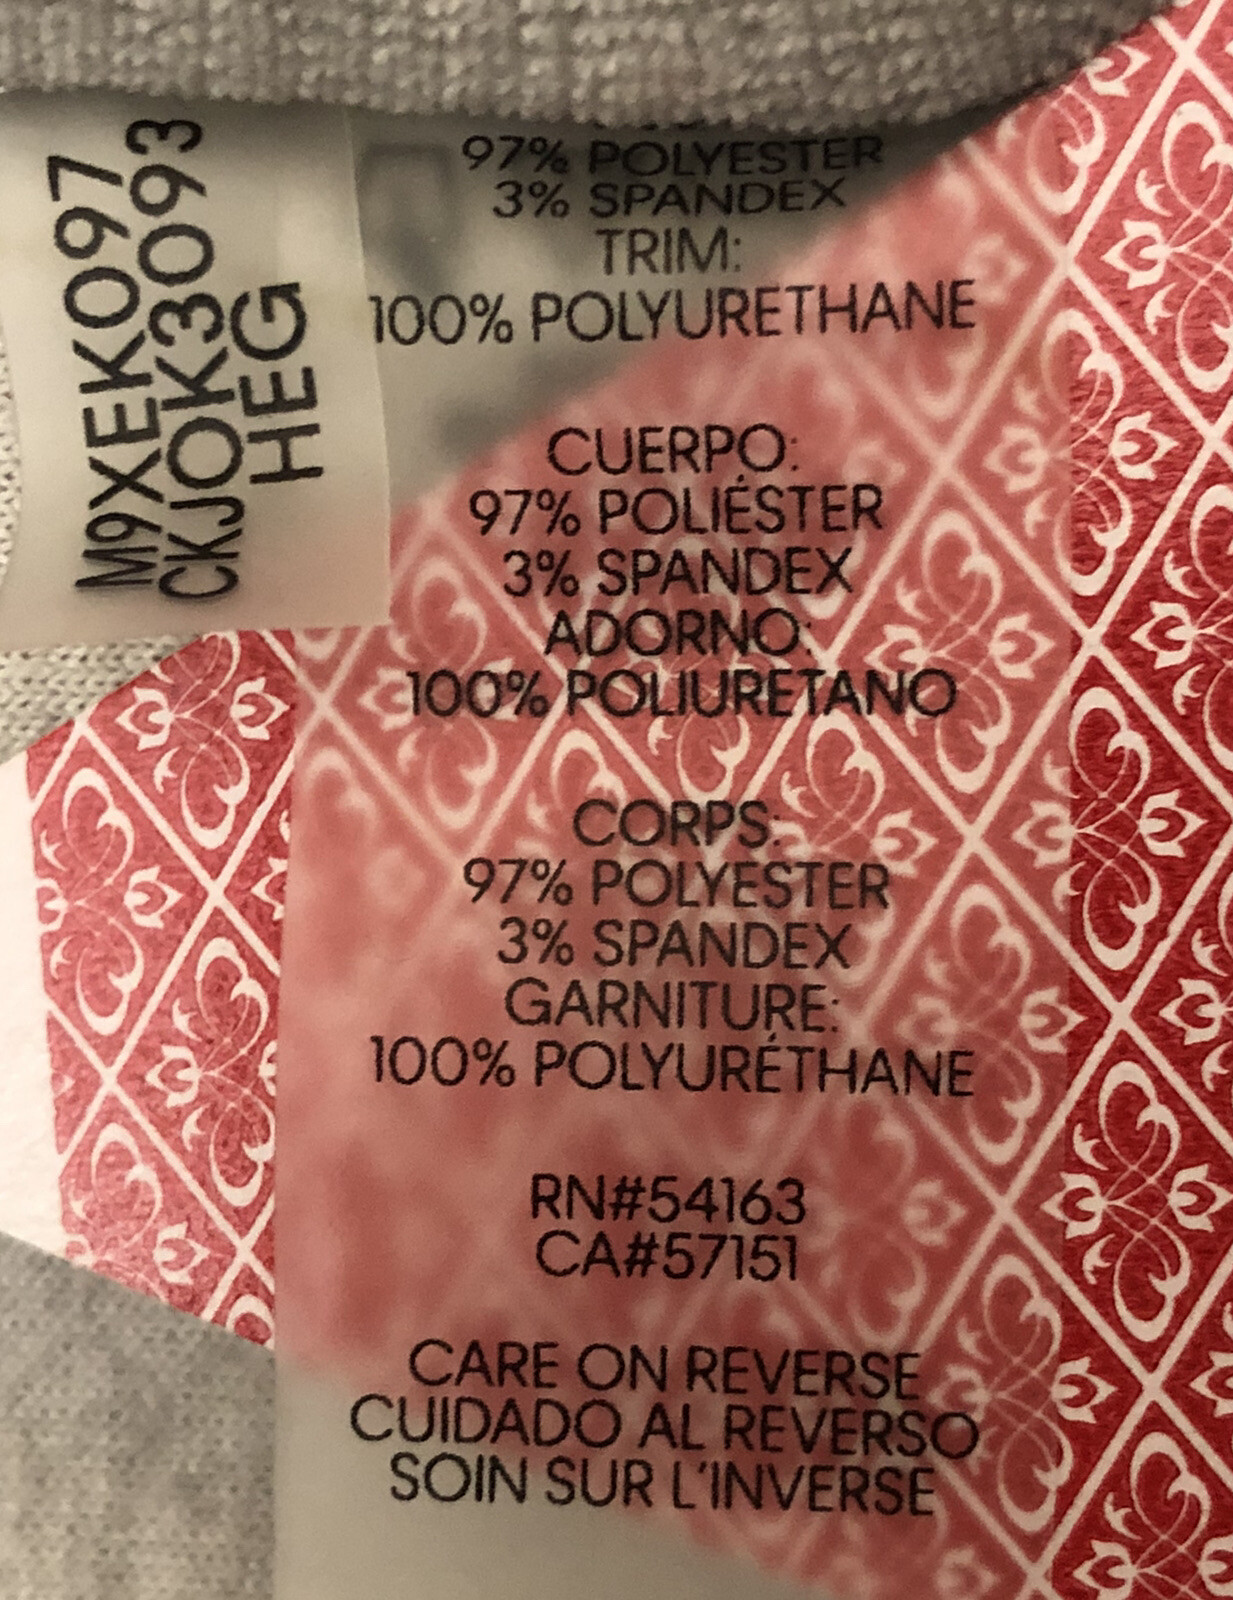 M9XEK097
CKJOK3093
HEG
97% POLYESTER
3% SPANDEX
TRIM:
100% POLYURETHANE
CUERPO:
97% POLIÉSTER
3% SPANDEX
ADORNO:
100% POLIURETANO
CORPS:
97% POLYESTER
3% SPANDEX
GARNITURE:
100% POLYURÉTHANE
RN#54163
CA#57151
CARE ON REVERSE
CUIDADO AL REVERSO
SOIN SUR L'INVERSE